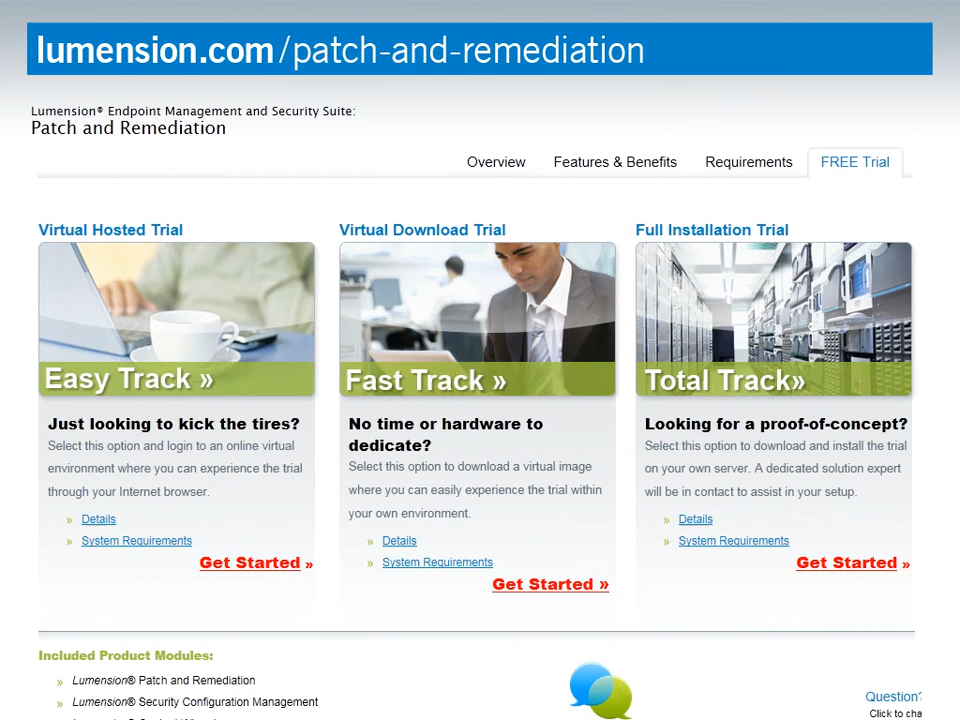 lumension.com/patch-and-remediation
Lumension® Endpoint Management and Security Suite:
Patch and Remediation
Overview Features & Benefits Requirements FREE Trial
Virtual Hosted Trial
Easy Track »
Just looking to kick the tires?
Select this option and login to an online virtual
environment where you can experience the trial
through your Internet browser.
» Details
» System Requirements
Get Started »
Virtual Download Trial
Fast Track »
No time or hardware to
dedicate?
Select this option to download a virtual image
where you can easily experience the trial within
your own environment.
» Details
» System Requirements
Get Started »
Full Installation Trial
Total Track»
Looking for a proof-of-concept?
Select this option to download and install the trial
on your own server. A dedicated solution expert
will be in contact to assist in your setup.
» Details
» System Requirements
Get Started »
Included Product Modules:
» Lumension® Patch and Remediation
» Lumension® Security Configuration Management
Question?
Click to cha